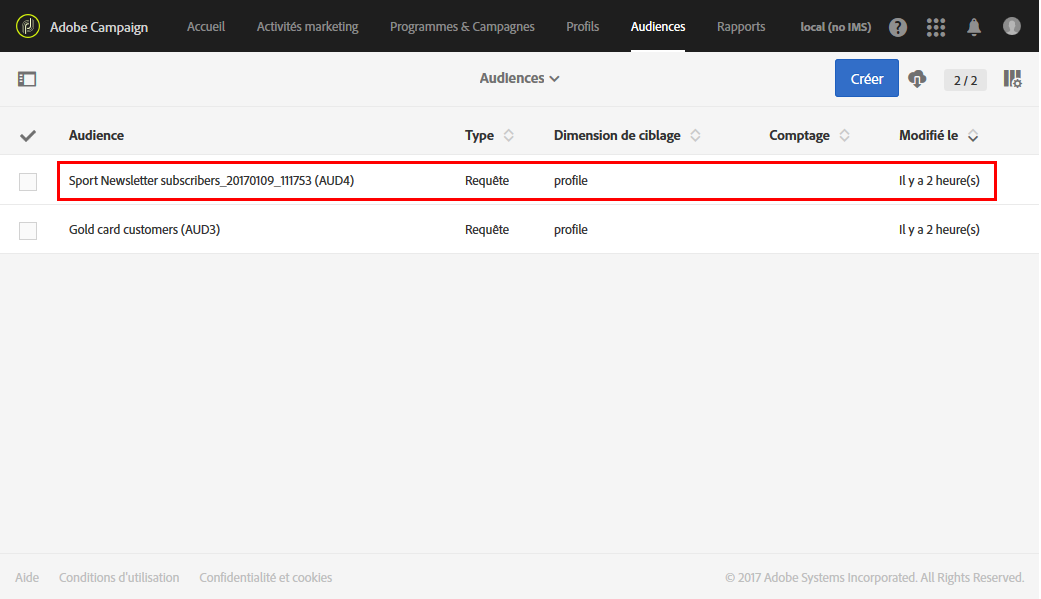 Adobe Campaign Accueil Activités marketing Programmes & Campagnes Profils Audiences Rapports local (no IMS) ?
Audiences Créer 2 / 2
Audience Type Dimension de ciblage Comptage Modifié le
Sport Newsletter subscribers_20170109_111753 (AUD4) Requête profile Il y a 2 heure(s)
Gold card customers (AUD3) Requête profile Il y a 2 heure(s)
Aide Conditions d'utilisation Confidentialité et cookies © 2017 Adobe Systems Incorporated. All Rights Reserved.